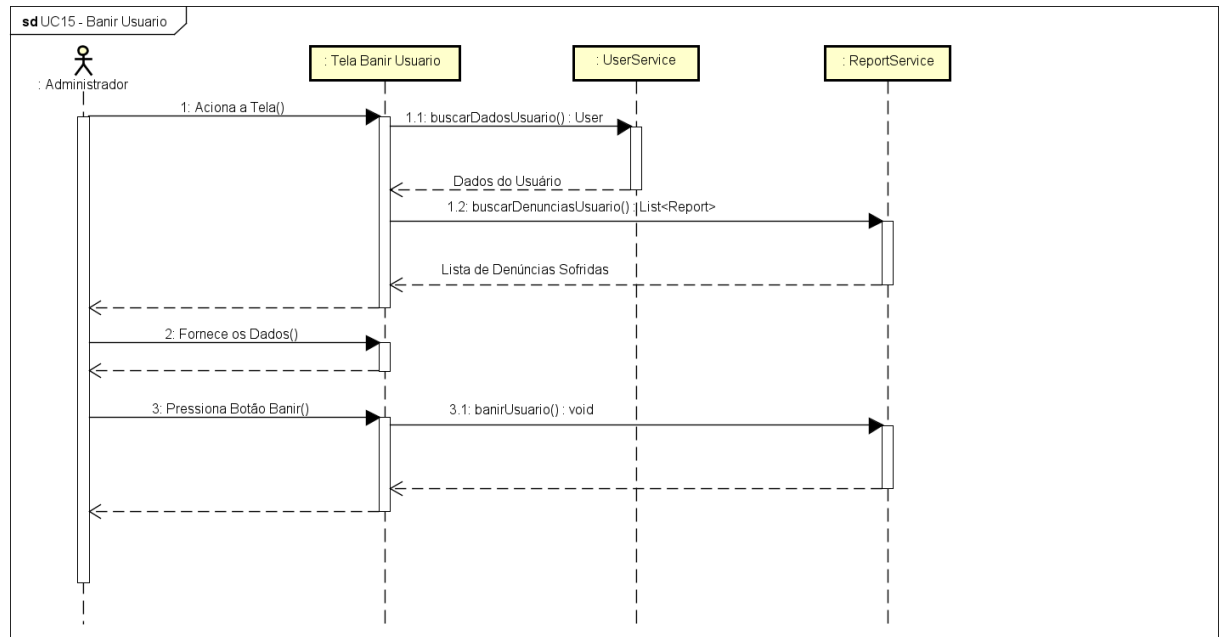 sd UC15 - Banir Usuario
: Administrador
: Tela Banir Usuario
: UserService
: ReportService
1: Aciona a Tela()
1.1: buscarDadosUsuario() : User
Dados do Usuário
1.2: buscarDenunciasUsuario() : List<Report>
Lista de Denúncias Sofridas
2: Fornece os Dados()
3: Pressiona Botão Banir()
3.1: banirUsuario() : void